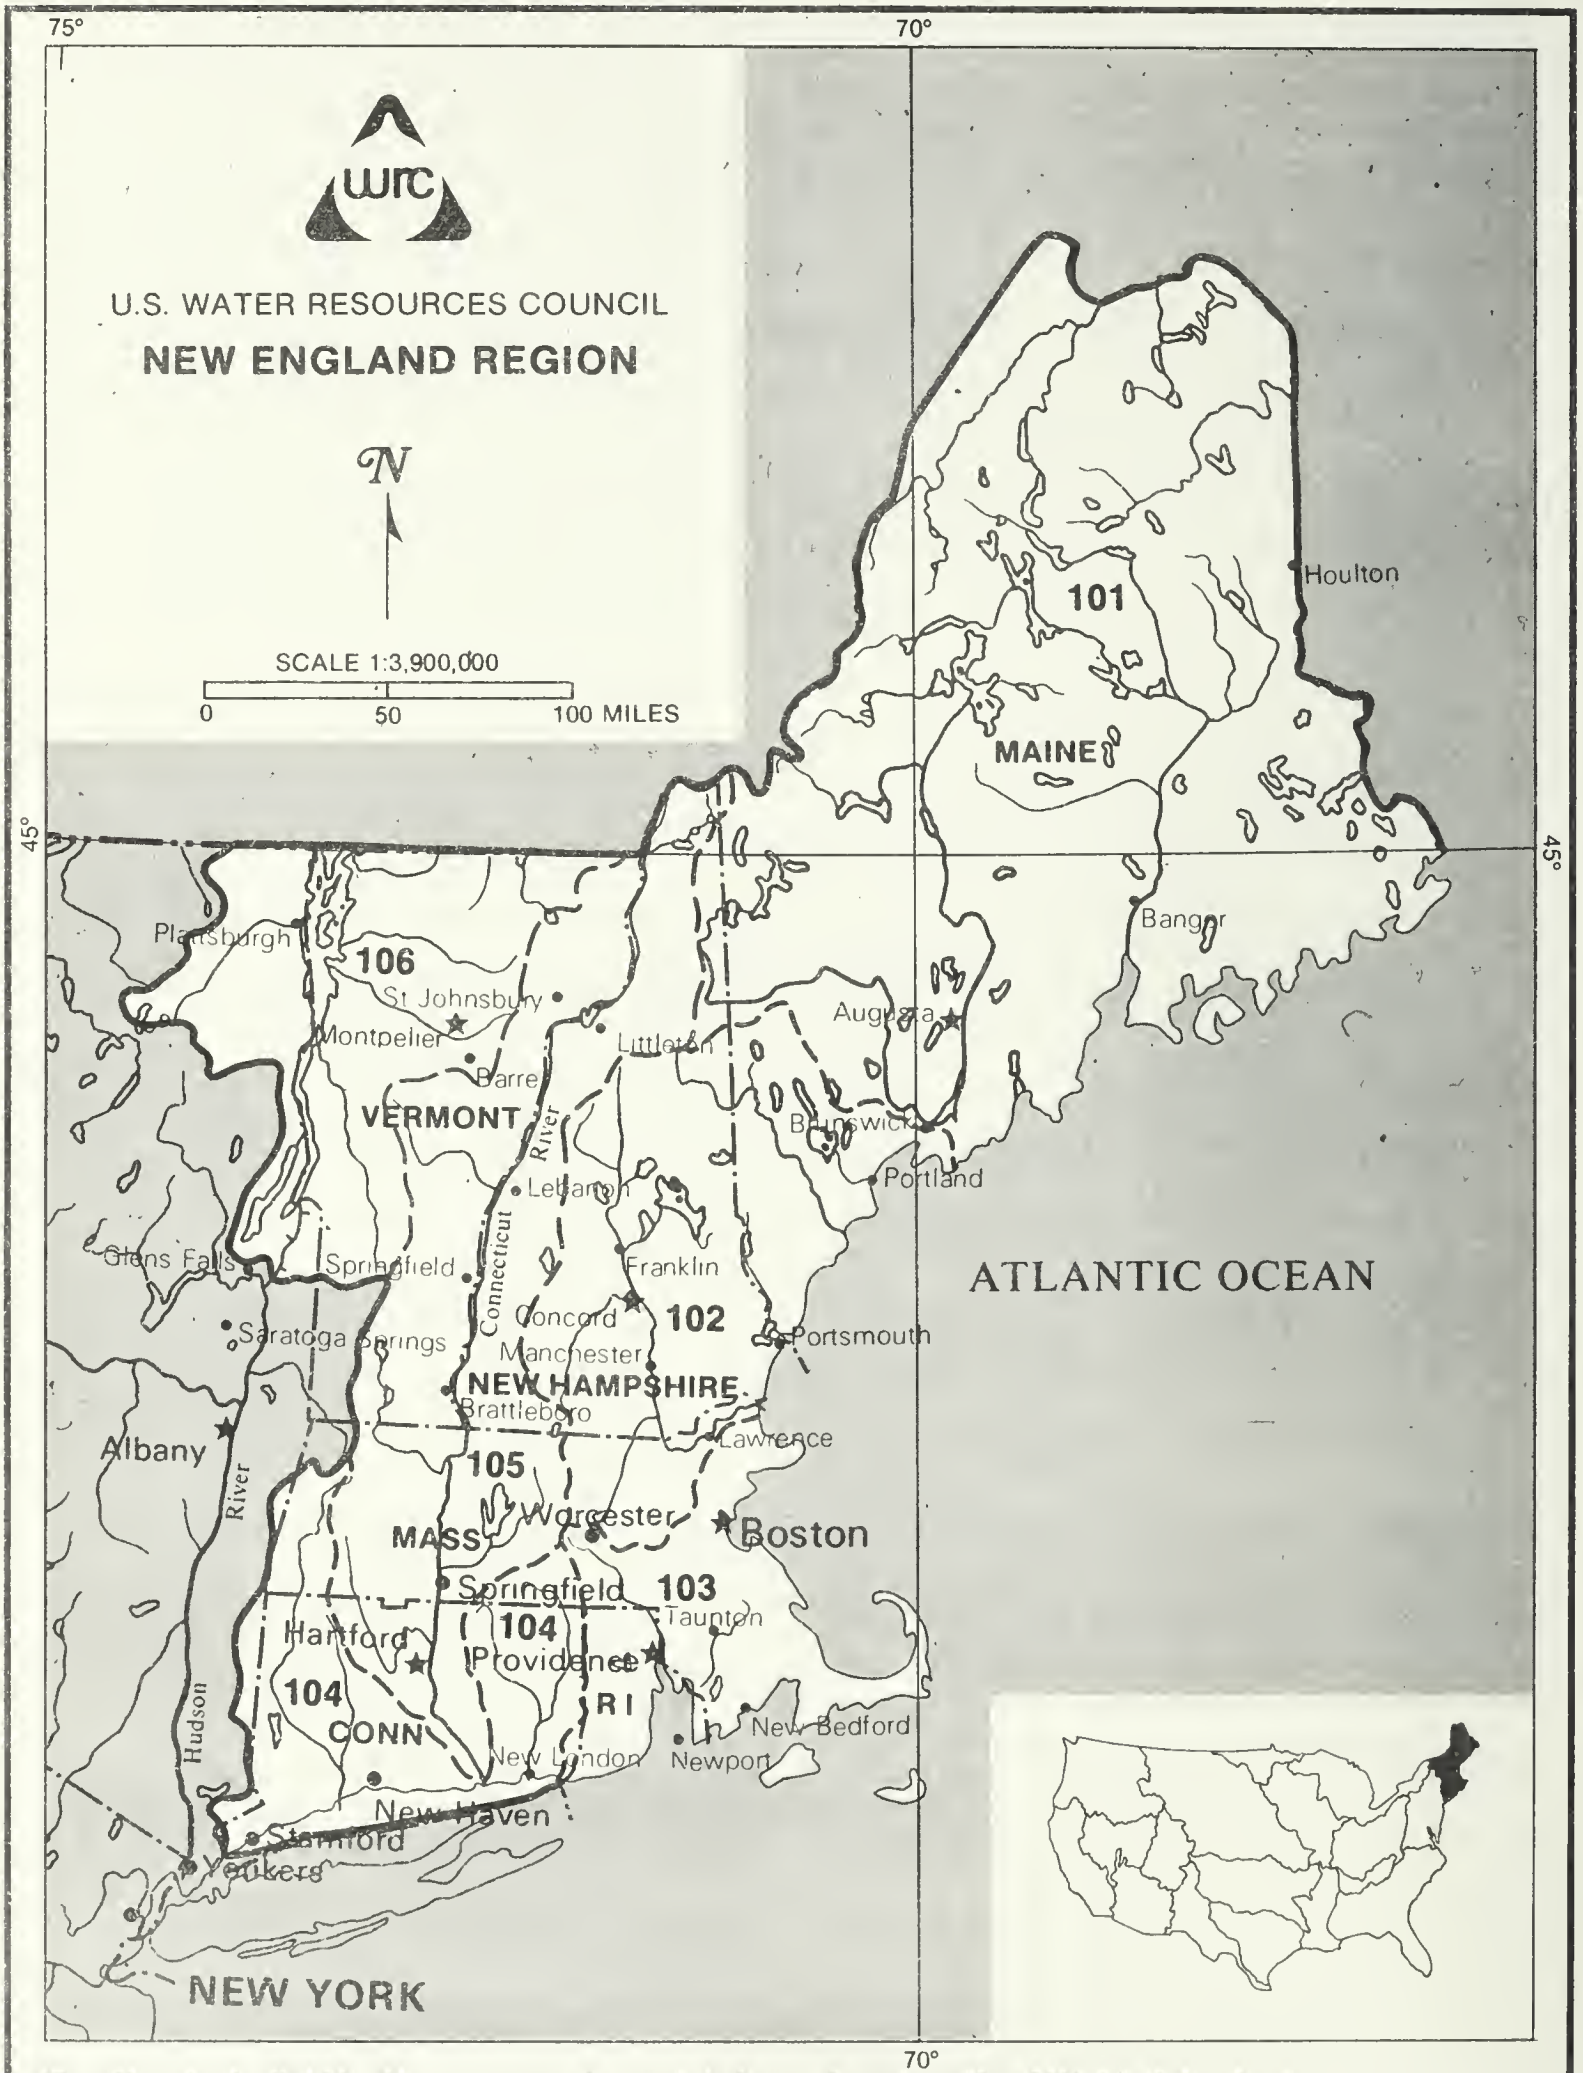 75°
70°
wrc
U.S. WATER RESOURCES COUNCIL
NEW ENGLAND REGION
N
SCALE 1:3,900,000
0 50 100 MILES
Houlton
101
MAINE
45°
45°
Bangor
Plattsburgh
106
St Johnsbury
Montpelier
Littleton
Augusta
Barre
VERMONT
Brunswick
River
Portland
Lebanon
Connecticut
Glens Falls
Springfield
Franklin
ATLANTIC OCEAN
Concord
102
Saratoga Springs
Portsmouth
Manchester
NEW HAMPSHIRE
Brattleboro
Lawrence
Albany
105
River
Worcester
MASS
Boston
Springfield
103
104
Taunton
Hartford
Providence
104
R I
Hudson
CONN
New Bedford
New London
Newport
New Haven
Stamford
Yonkers
NEW YORK
70°